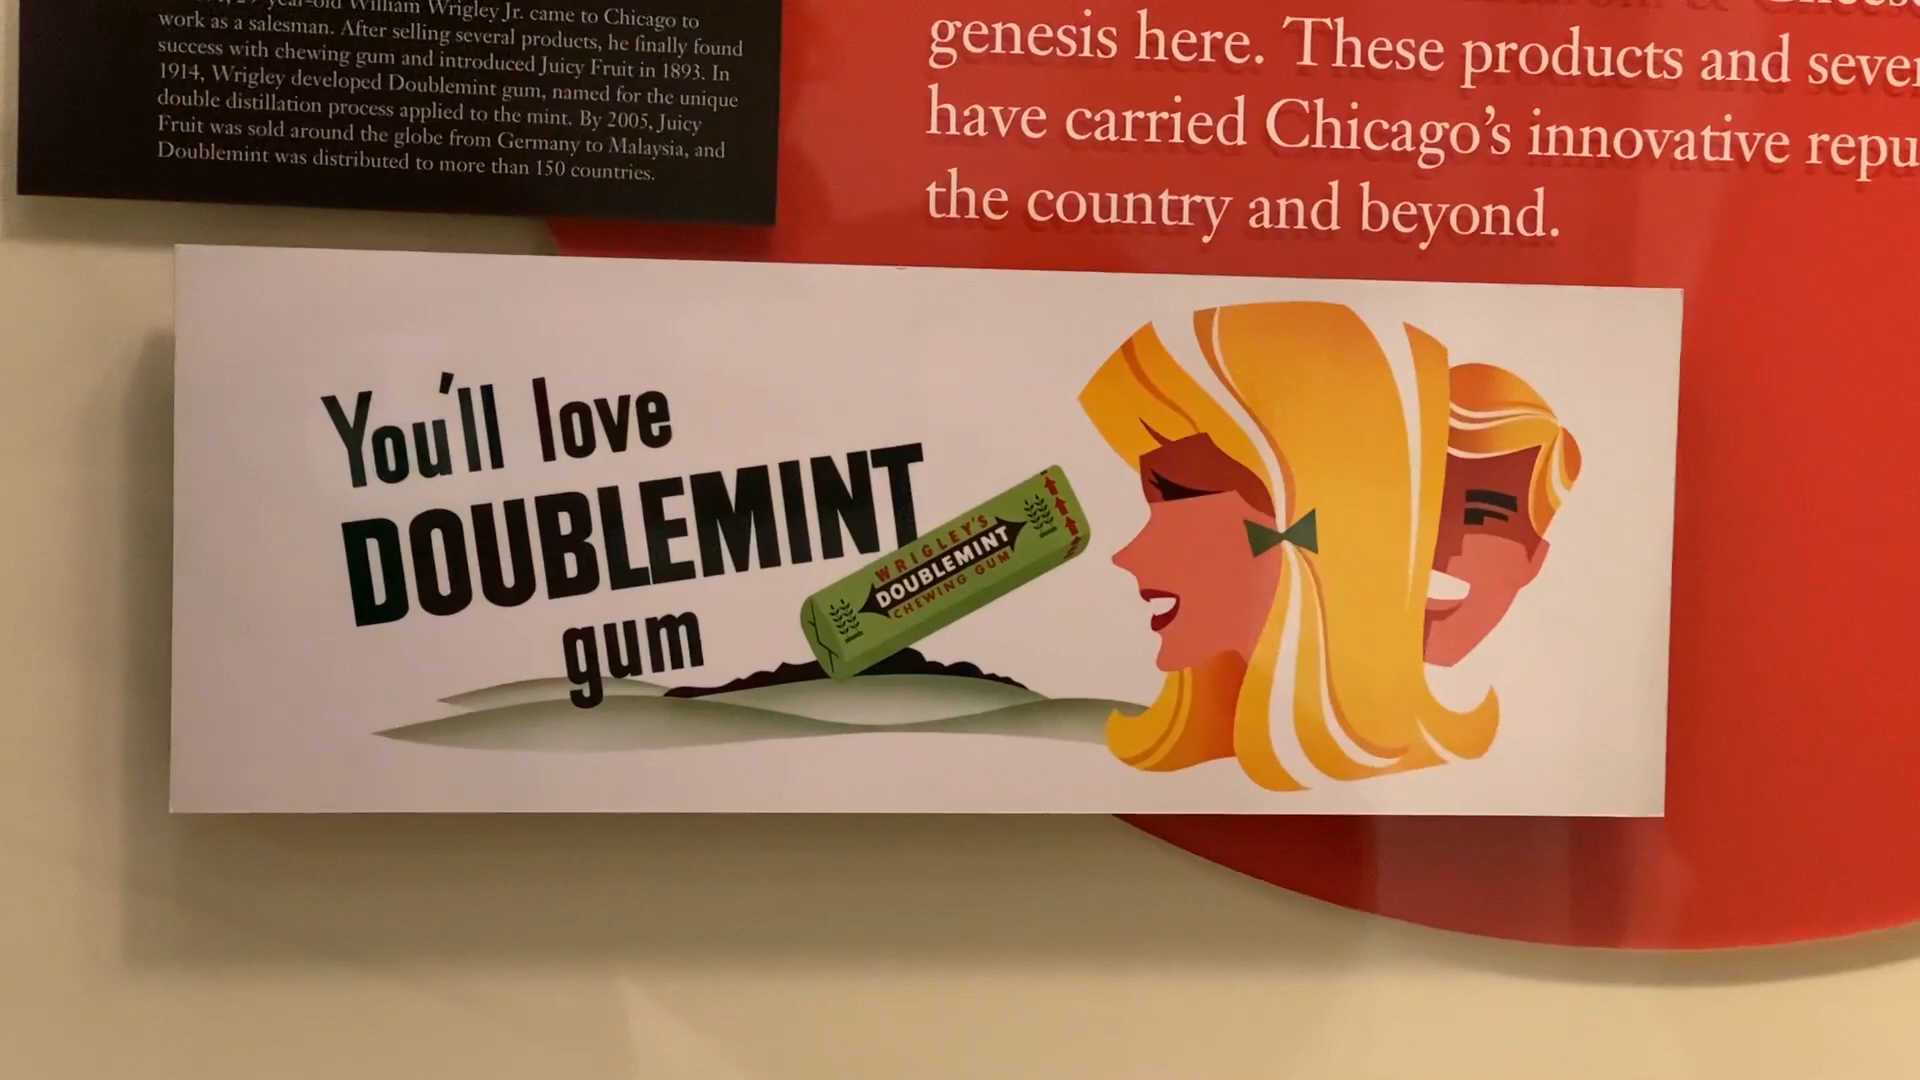 year-old William Wrigley Jr. came to Chicago to
work as a salesman. After selling several products, he finally found
success with chewing gum and introduced Juicy Fruit in 1893. In
1914, Wrigley developed Doublemint gum, named for the unique
double distillation process applied to the mint. By 2005, Juicy
Fruit was sold around the globe from Germany to Malaysia, and
Doublemint was distributed to more than 150 countries.
genesis here. These products and sever
have carried Chicago's innovative repu
the country and beyond.
You'll love
DOUBLEMINT
gum
WRIGLEY'S
DOUBLEMINT
CHEWING GUM